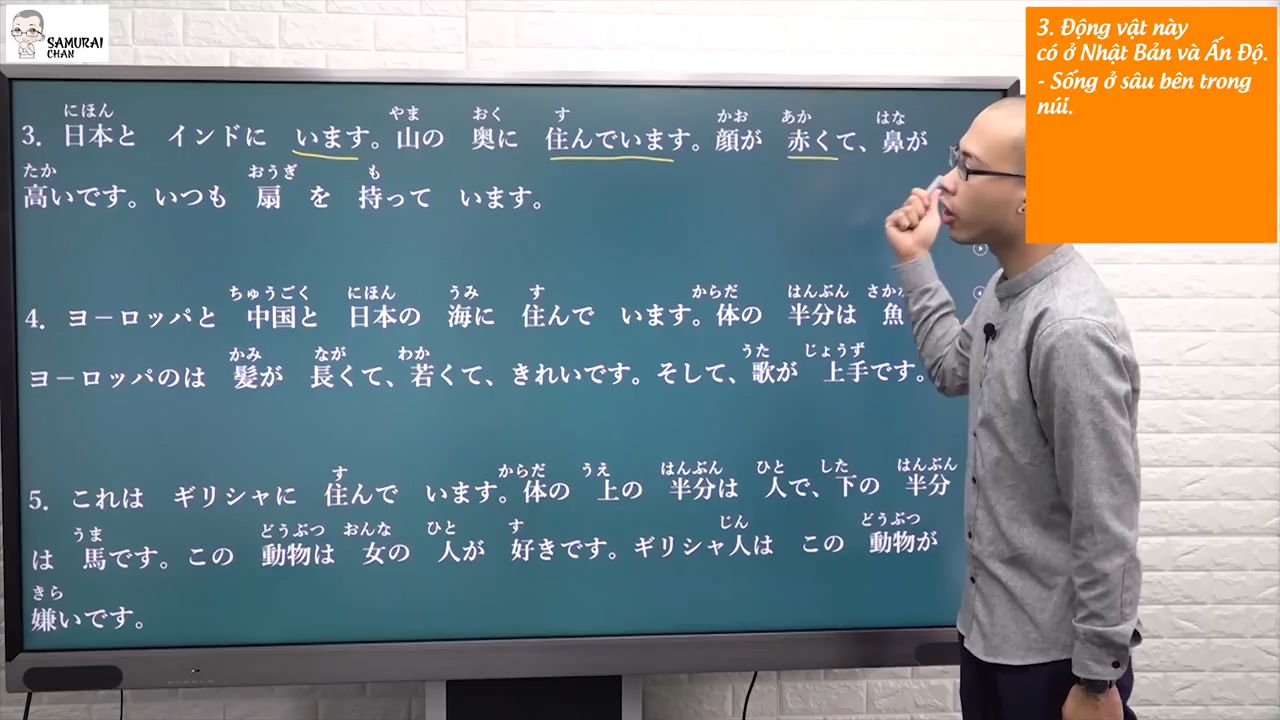 SAMURAI
CHAN
3. Động vật này
có ở Nhật Bản và Ấn Độ.
- Sống ở sâu bên trong
núi.
にほん やま おく す かお あか はな
3. 日本と インドに います。山の 奥に 住んでいます。顔が 赤くて、鼻が
たか おうぎ も
高いです。いつも 扇 を 持って います。
ちゅうごく にほん うみ す からだ はんぶん さかな
4. ヨーロッパと 中国と 日本の 海に 住んで います。体の 半分は 魚
かみ なが わか うた じょうず
ヨーロッパのは 髪が 長くて、若くて、きれいです。そして、歌が 上手です。
す からだ うえ はんぶん ひと した はんぶん
5. これは ギリシャに 住んで います。体の 上の 半分は 人で、下の 半分
うま どうぶつ おんな ひと す じん どうぶつ
は 馬です。この 動物は 女の 人が 好きです。ギリシャ人は この 動物が
きら
嫌いです。